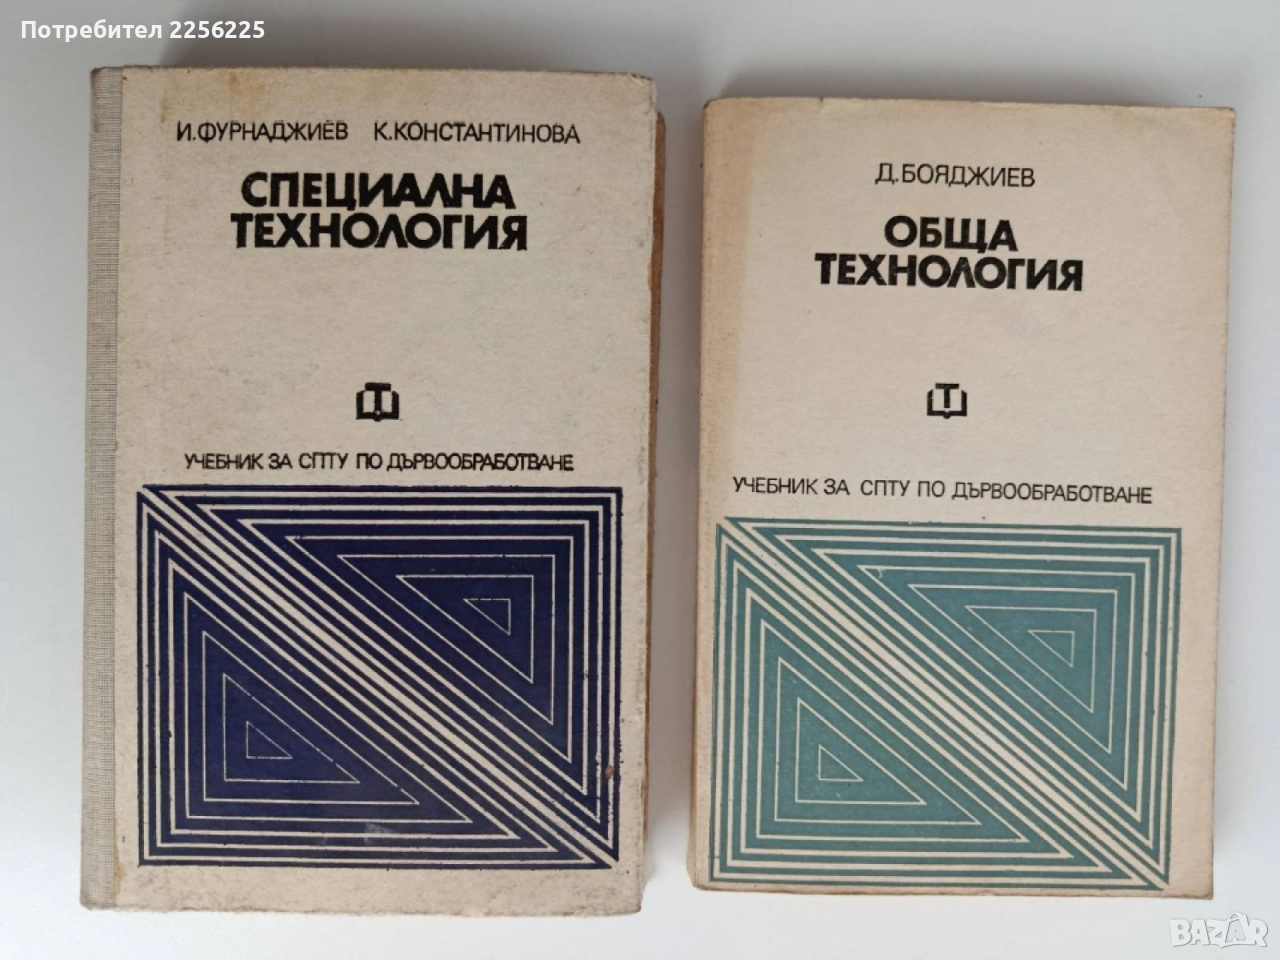 Потребител 2256225
И.ФУРНАДЖИЕВ К.КОНСТАНТИНОВА
СПЕЦИАЛНА
ТЕХНОЛОГИЯ
Т
УЧЕБНИК ЗА СПТУ ПО ДЪРВООБРАБОТВАНЕ
Д.БОЯДЖИЕВ
ОБЩА
ТЕХНОЛОГИЯ
Т
УЧЕБНИК ЗА СПТУ ПО ДЪРВООБРАБОТВАНЕ
BAZAR